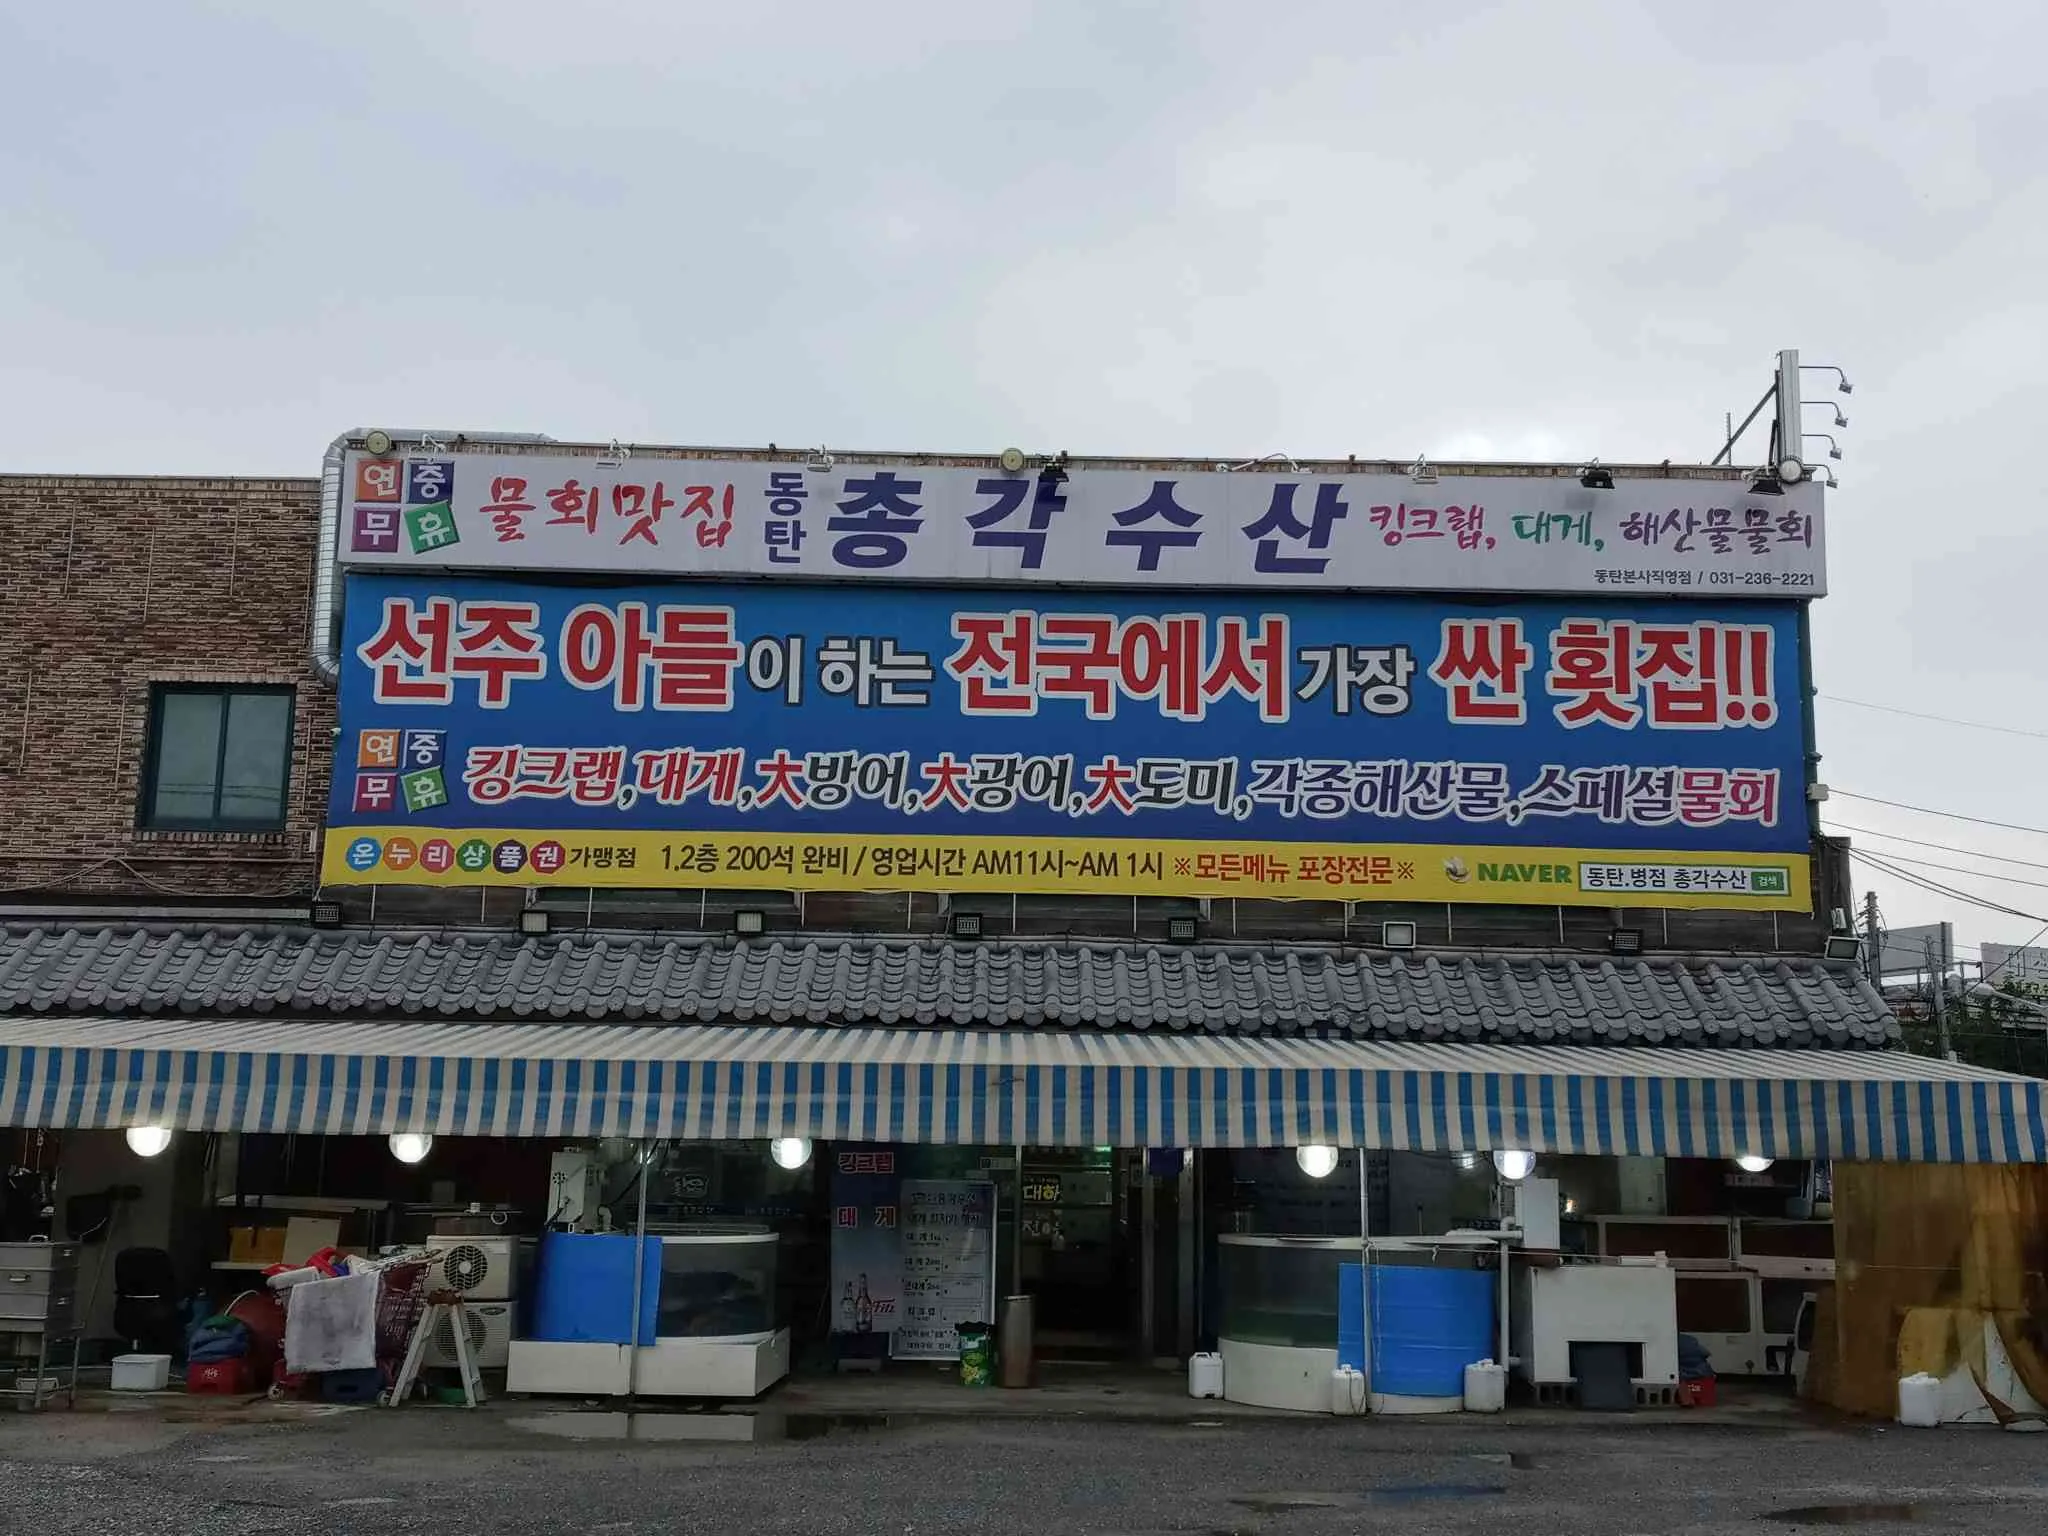 연중무휴 물회맛집 동탄 총각수산 킹크랩, 대게, 해산물물회
동탄본사직영점 / 031-236-2221
선주 아들이 하는 전국에서 가장 싼 횟집!!
연중무휴 킹크랩,대게,大방어,大광어,大도미,각종해산물,스페셜물회
온누리상품권 가맹점 1.2층 200석 완비 / 영업시간 AM11시~AM 1시 ※모든메뉴 포장전문※ NAVER 동탄.병점 총각수산 검색
킹크랩
대게
대하
Filz